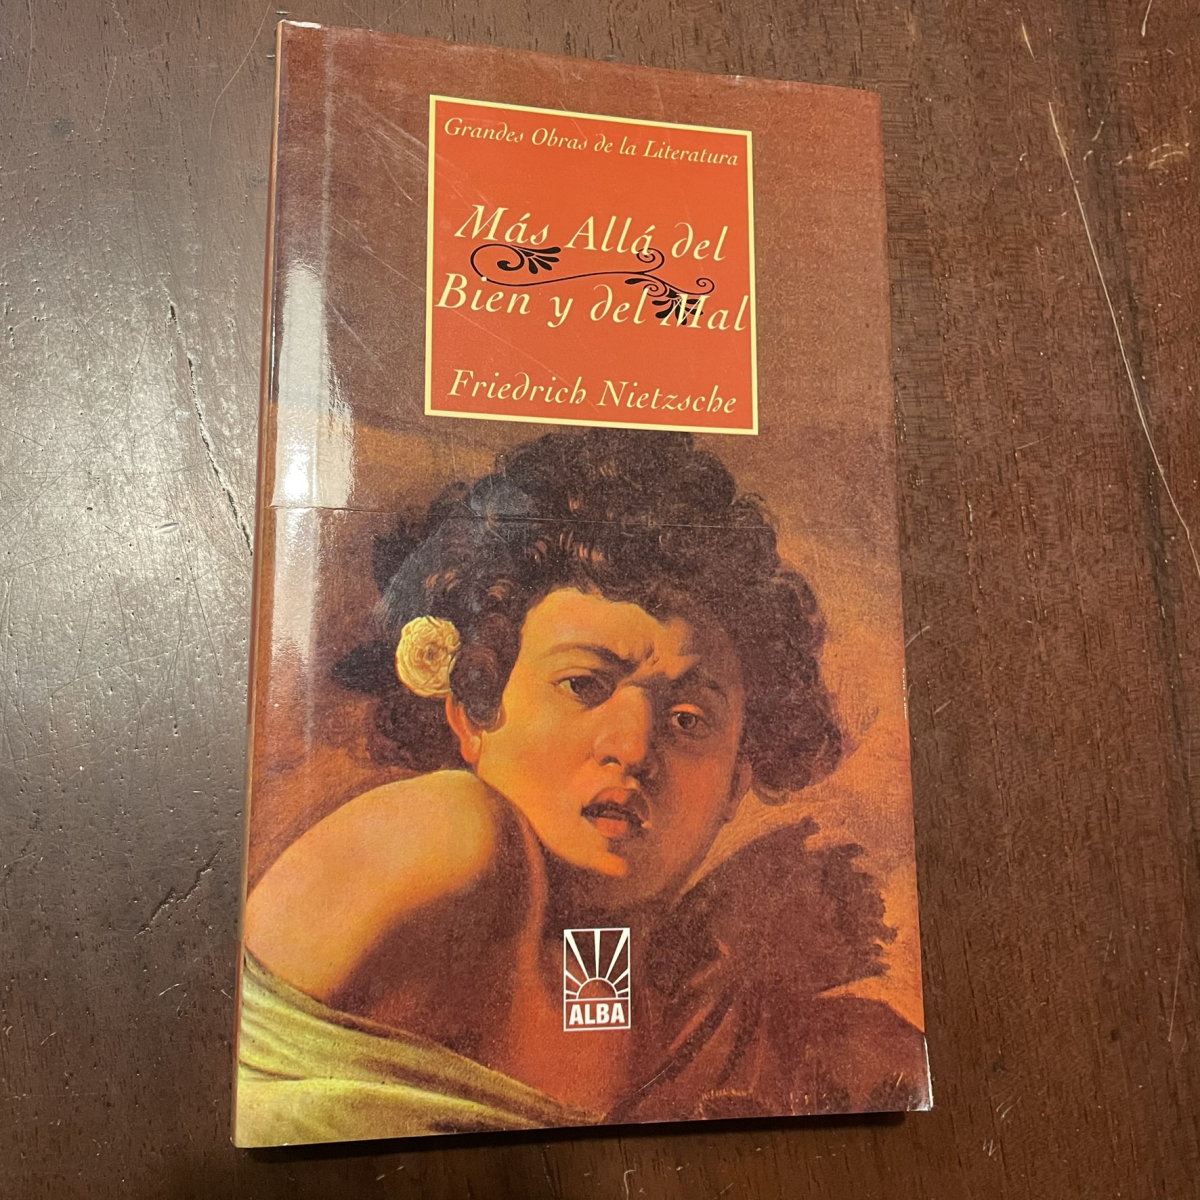 Grandes Obras de la Literatura
Más Allá del
Bien y del Mal
Friedrich Nietzsche
ALBA